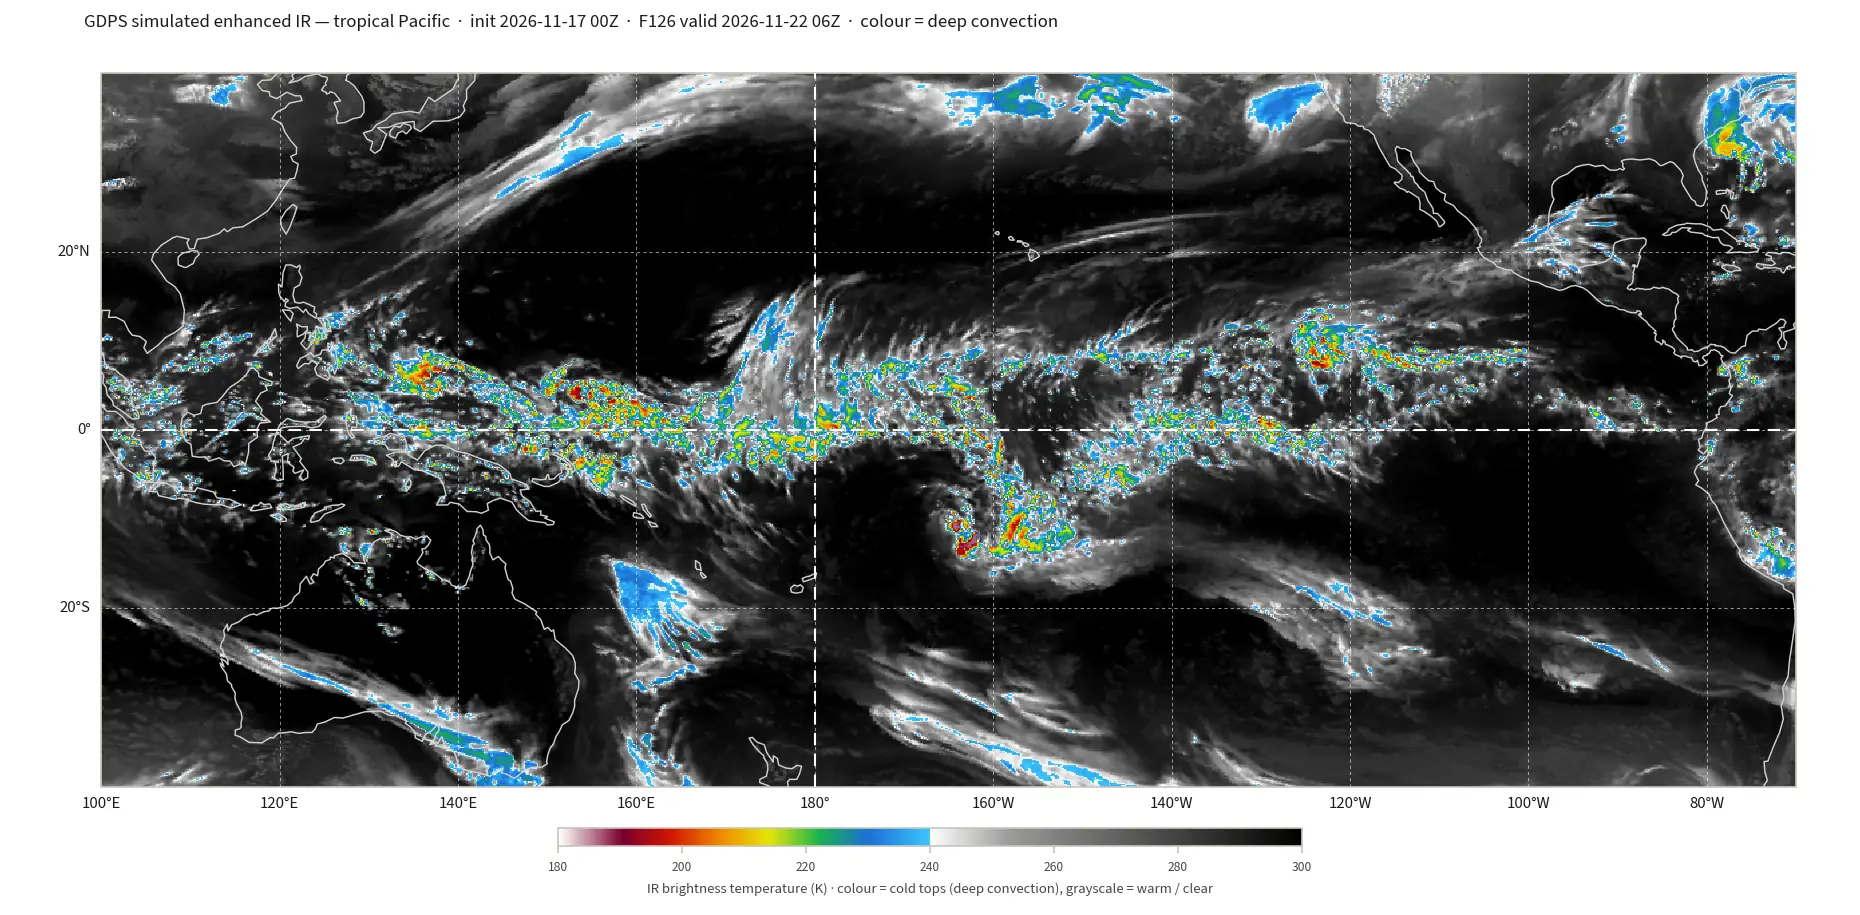 GDPS simulated enhanced IR — tropical Pacific · init 2026-11-17 00Z · F126 valid 2026-11-22 06Z · colour = deep convection
20°N
0°
20°S
100°E 120°E 140°E 160°E 180° 160°W 140°W 120°W 100°W 80°W
180 200 220 240 260 280 300
IR brightness temperature (K) · colour = cold tops (deep convection), grayscale = warm / clear